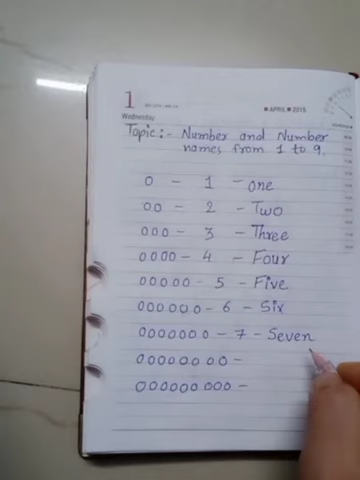 1
■ APRIL ■ 2015
Wednesday
Topic:- Number and Number
names from 1 to 9.
0 - 1 - one
00 - 2 - Two
000 - 3 - Three
0000 - 4 - Four
00000 - 5 - Five
000000 - 6 - Six
0000000 - 7 - Seven
00000000 -
000000000 -